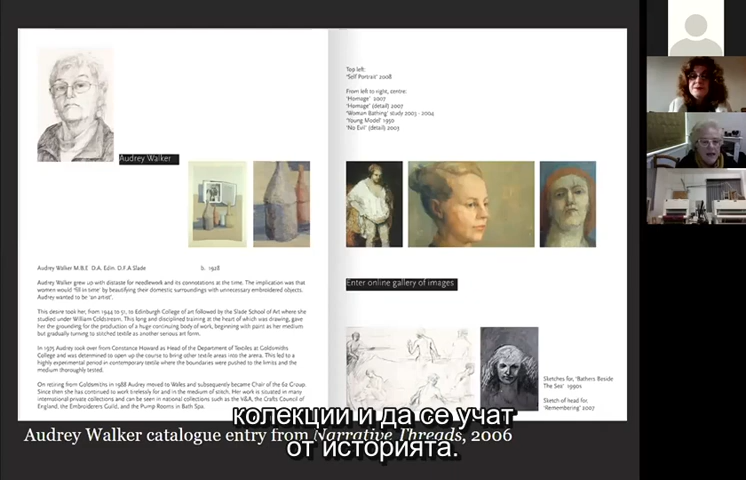 Top left:
'Self Portrait' 2008
From left to right, centre:
'Homage' 2007
'Homage' (detail) 2007
'Woman Bathing' study 2003 - 2004
'Young Model' 1950
'No Evil' (detail) 2003
Audrey Walker
Audrey Walker M.B.E D.A. Edin. D.F.A Slade b. 1928
Audrey Walker grew up with distaste for needlework and its connotations at the time. The implication was that
women would 'fill in time' by beautifying their domestic surroundings with unnecessary embroidered objects.
Audrey wanted to be 'an artist'.
This desire took her, from 1944 to 51, to Edinburgh College of art followed by the Slade School of Art where she
studied under William Coldstream. This long and disciplined training at the heart of which was drawing, gave
her the grounding for the production of a huge continuing body of work, beginning with paint as her medium
but gradually turning to stitched textile as another serious art form.
In 1975 Audrey took over from Constance Howard as Head of the Department of Textiles at Goldsmiths
College and was determined to open up the course to bring other textile areas into the arena. This led to a
highly experimental period in contemporary textile where the boundaries were pushed to the limits and the
medium thoroughly tested.
On retiring from Goldsmiths in 1988 Audrey moved to Wales and subsequently became Chair of the 62 Group.
Since then she has continued to work tirelessly for and in the medium of stitch. Her work is situated in many
international private collections and can be seen in national collections such as the V&A, the Crafts Council of
England, the Embroiderers Guild, and the Pump Rooms in Bath Spa.
Enter online gallery of images
Sketches for, 'Bathers Beside
The Sea' 1990s
Sketch of head for,
'Remembering' 2007
Audrey Walker catalogue entry from Narrative Threads, 2006
колекции и да се учат
от историята.